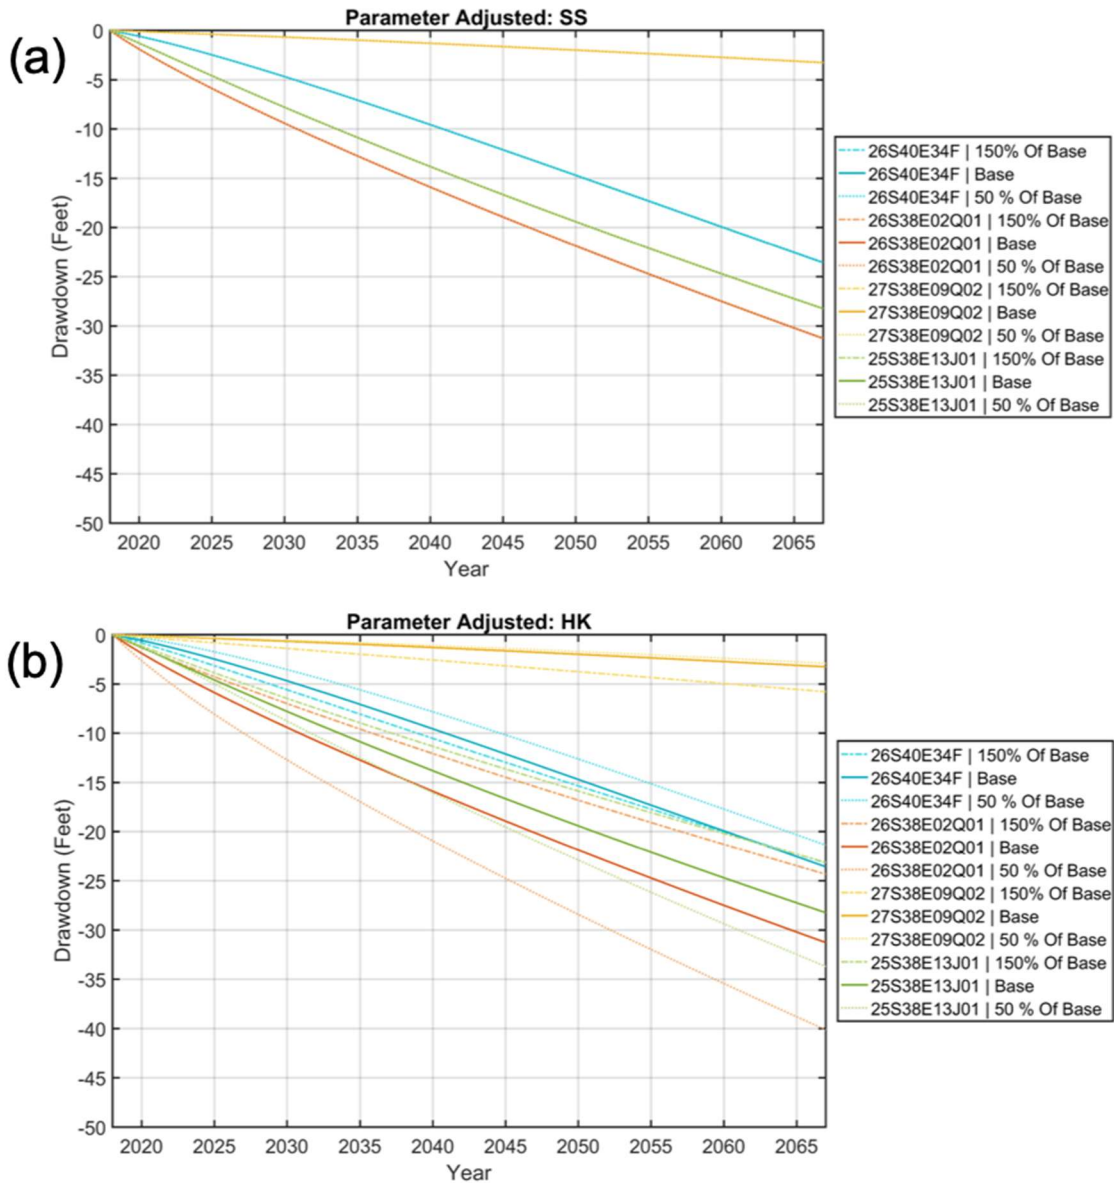 (a)
Parameter Adjusted: SS
0
-5
-10
-15
-20
-25
-30
-35
-40
-45
-50
Drawdown (Feet)
2020 2025 2030 2035 2040 2045 2050 2055 2060 2065
Year
26S40E34F | 150% Of Base
26S40E34F | Base
26S40E34F | 50 % Of Base
26S38E02Q01 | 150% Of Base
26S38E02Q01 | Base
26S38E02Q01 | 50 % Of Base
27S38E09Q02 | 150% Of Base
27S38E09Q02 | Base
27S38E09Q02 | 50 % Of Base
25S38E13J01 | 150% Of Base
25S38E13J01 | Base
25S38E13J01 | 50 % Of Base
(b)
Parameter Adjusted: HK
0
-5
-10
-15
-20
-25
-30
-35
-40
-45
-50
Drawdown (Feet)
2020 2025 2030 2035 2040 2045 2050 2055 2060 2065
Year
26S40E34F | 150% Of Base
26S40E34F | Base
26S40E34F | 50 % Of Base
26S38E02Q01 | 150% Of Base
26S38E02Q01 | Base
26S38E02Q01 | 50 % Of Base
27S38E09Q02 | 150% Of Base
27S38E09Q02 | Base
27S38E09Q02 | 50 % Of Base
25S38E13J01 | 150% Of Base
25S38E13J01 | Base
25S38E13J01 | 50 % Of Base